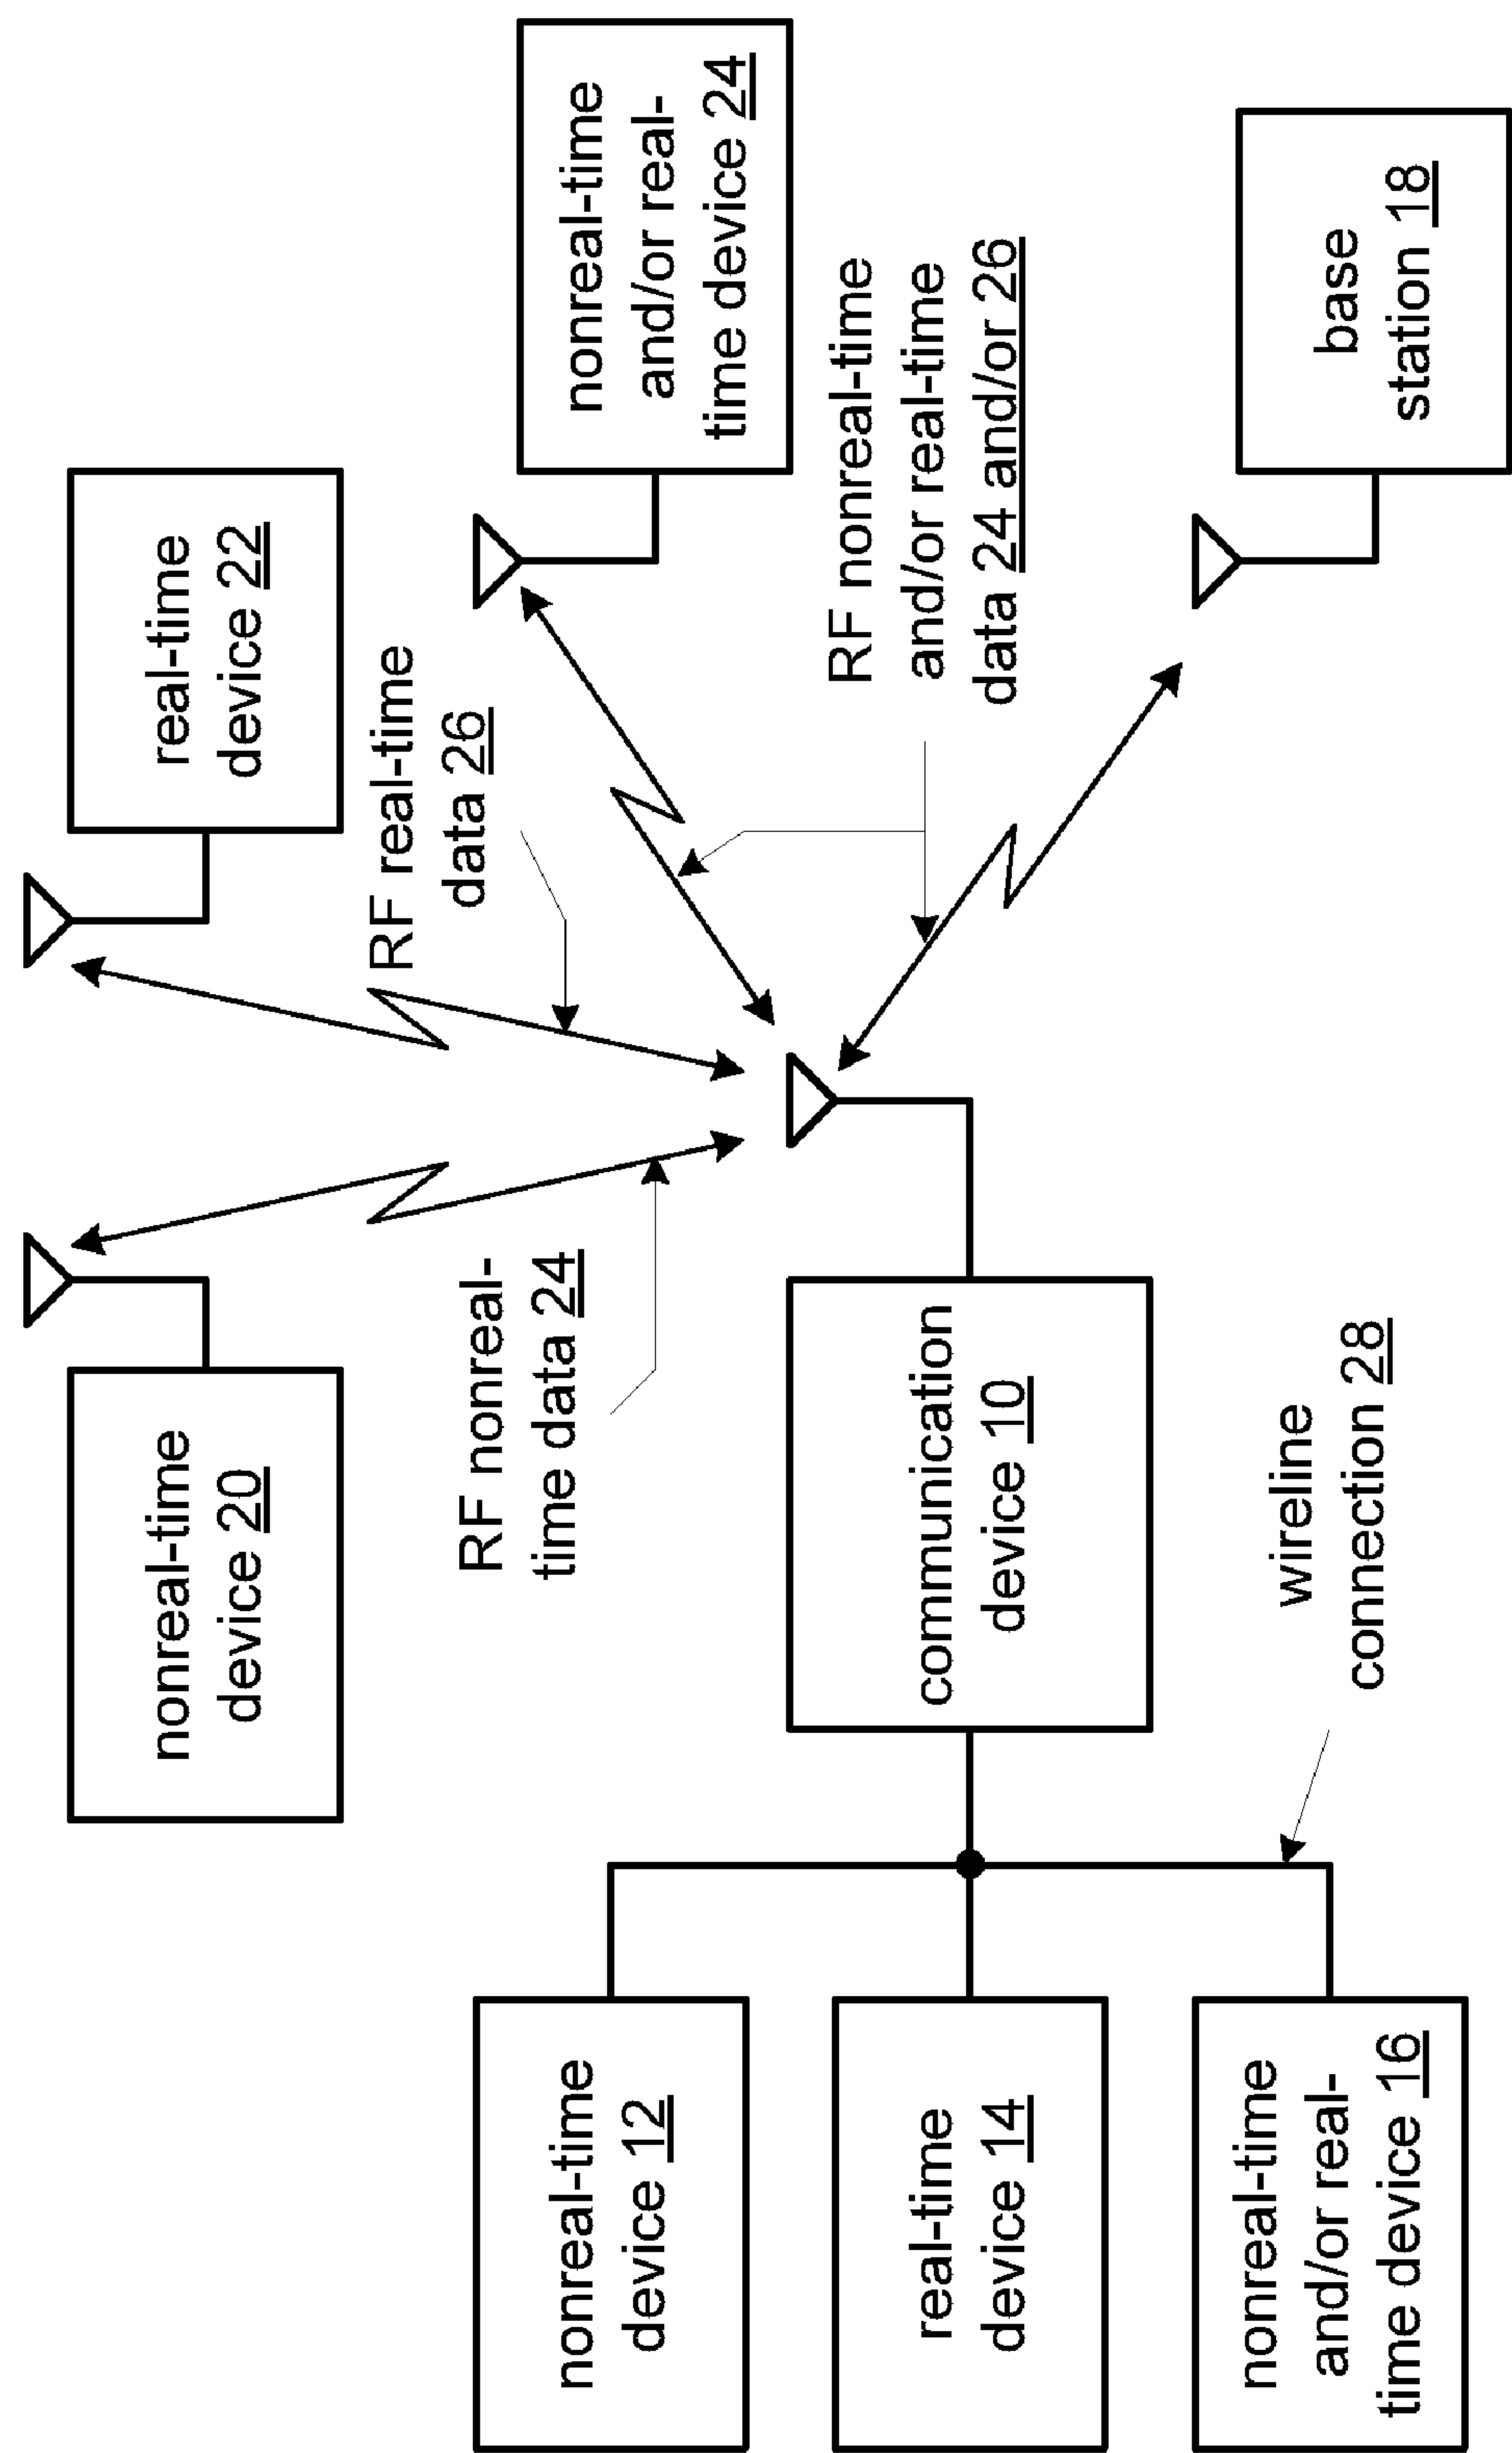 nonreal-time
device 20
real-time
device 22
RF real-time
data 26
RF nonreal-
time data 24
nonreal-time
and/or real-
time device 24
RF nonreal-time
and/or real-time
data 24 and/or 26
nonreal-time
device 12
communication
device 10
real-time
device 14
wireline
connection 28
nonreal-time
and/or real-
time device 16
base
station 18